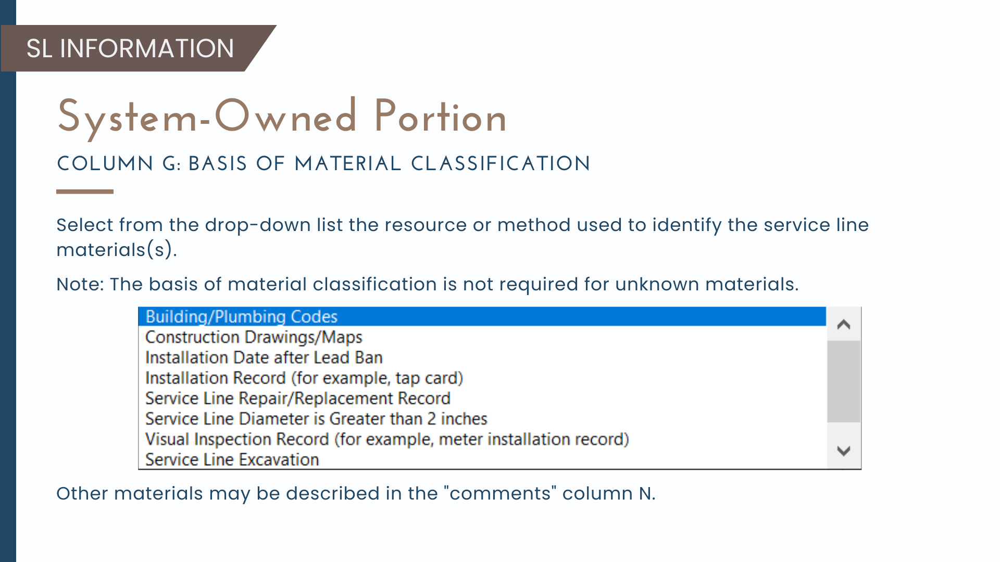 SL INFORMATION
System-Owned Portion
COLUMN G: BASIS OF MATERIAL CLASSIFICATION
Select from the drop-down list the resource or method used to identify the service line
materials(s).
Note: The basis of material classification is not required for unknown materials.
Building/Plumbing Codes
Construction Drawings/Maps
Installation Date after Lead Ban
Installation Record (for example, tap card)
Service Line Repair/Replacement Record
Service Line Diameter is Greater than 2 inches
Visual Inspection Record (for example, meter installation record)
Service Line Excavation
Other materials may be described in the "comments" column N.